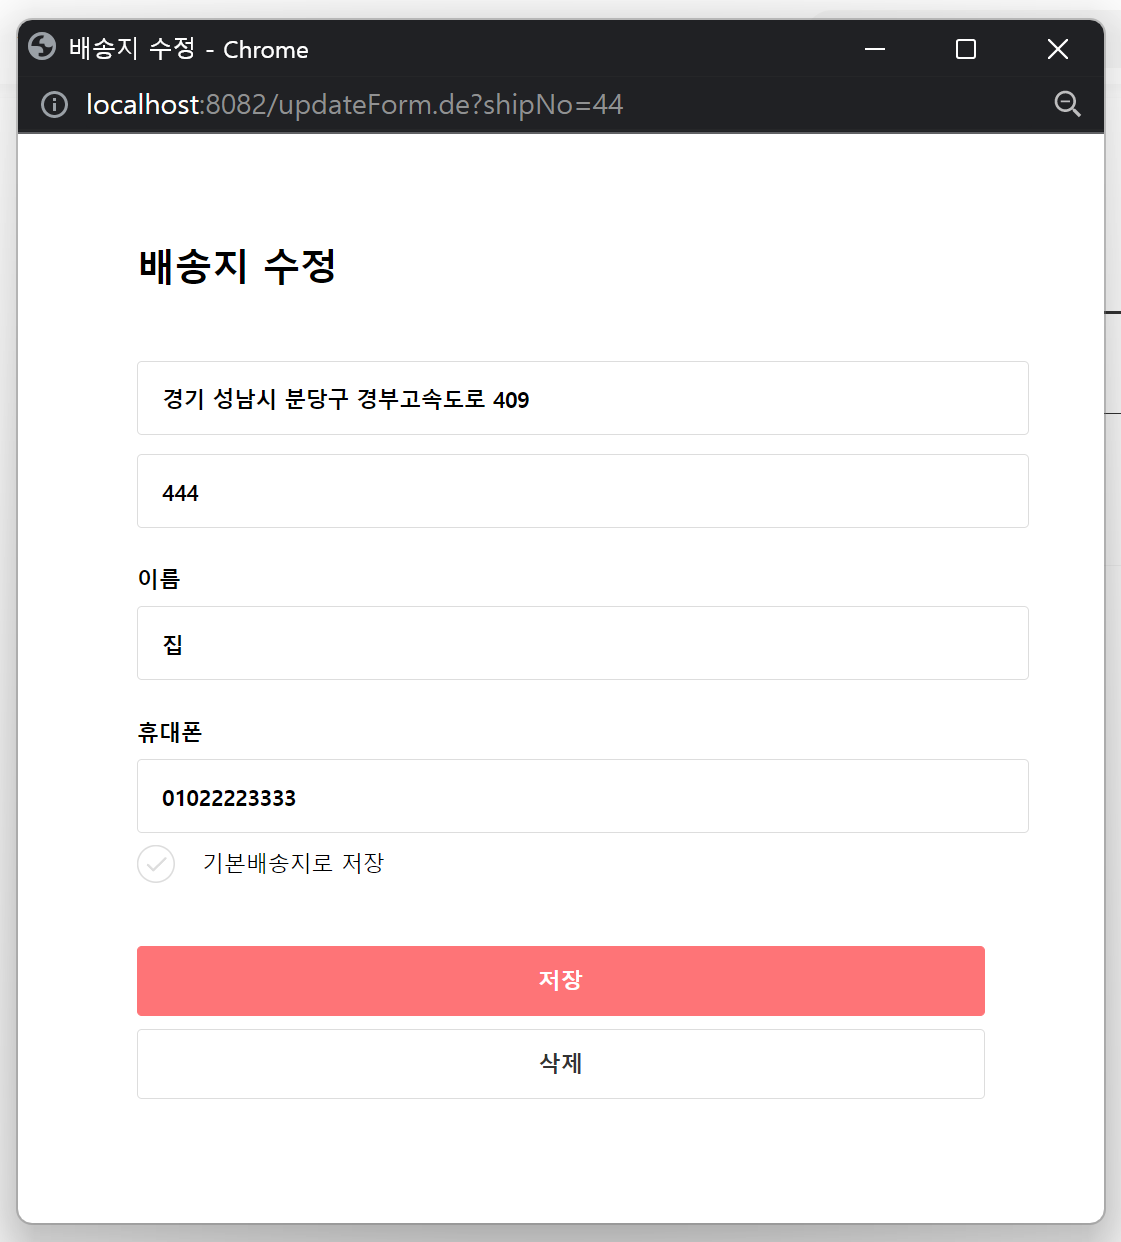 배송지 수정 - Chrome
localhost:8082/updateForm.de?shipNo=44
배송지 수정
경기 성남시 분당구 경부고속도로 409
444
이름
집
휴대폰
01022223333
기본배송지로 저장
저장
삭제